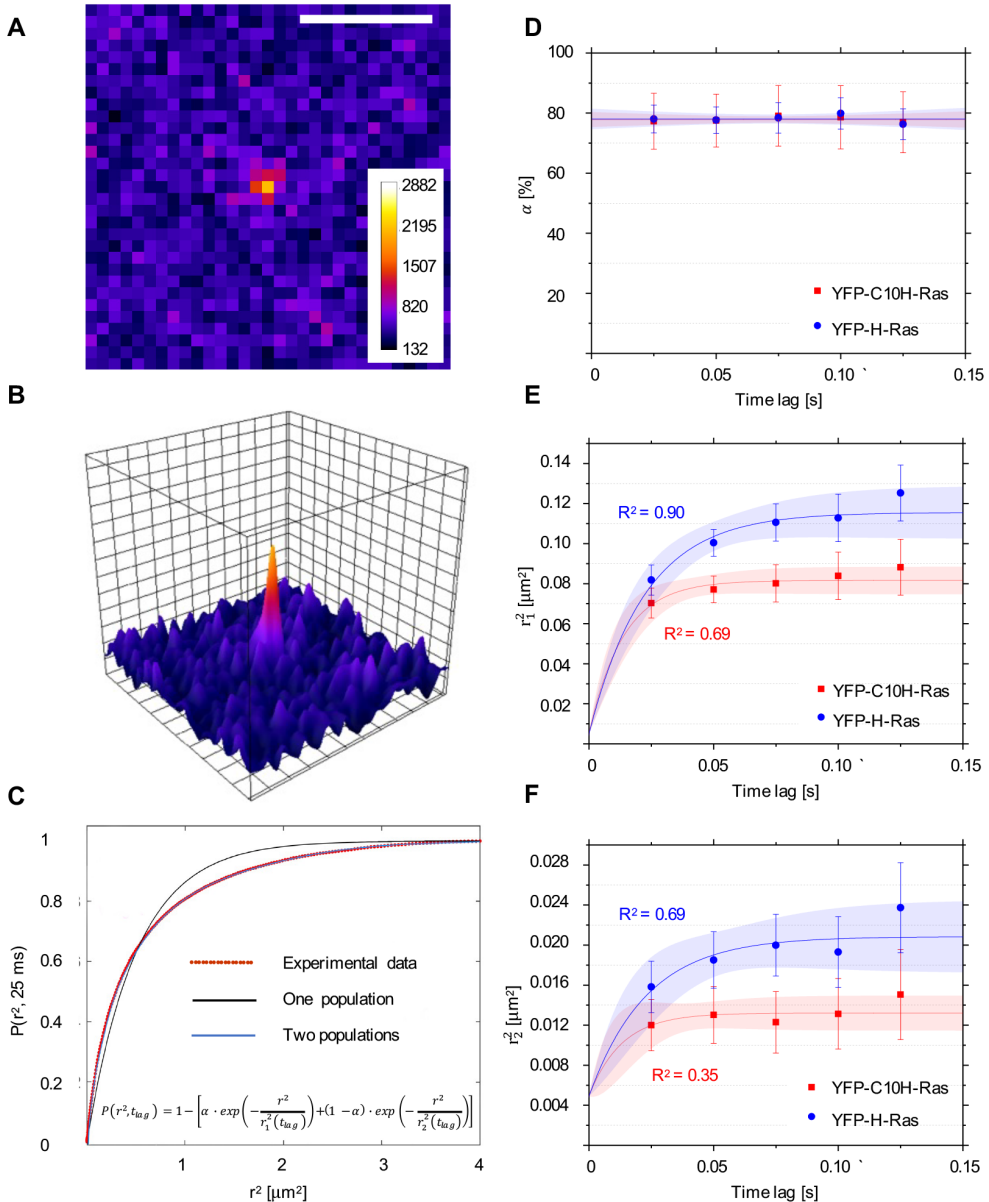 A
2882
2195
1507
820
132
B
C
1
0.8
0.6
0.4
0.2
0
P(r², 25 ms)
Experimental data
One population
Two populations
P(r²,t_lag) = 1−[α · exp(−r²/r₁²(t_lag))+(1 − α) · exp(−r²/r₂²(t_lag))]
1 2 3 4
r² [µm²]
D
100
80
60
40
20
α [%]
YFP-C10H-Ras
YFP-H-Ras
0 0.05 0.10 ` 0.15
Time lag [s]
E
0.14
0.12
0.10
0.08
0.06
0.04
0.02
r₁² [µm²]
R² = 0.90
R² = 0.69
YFP-C10H-Ras
YFP-H-Ras
0 0.05 0.10 ` 0.15
Time lag [s]
F
0.028
0.024
0.020
0.016
0.012
0.008
0.004
r₂² [µm²]
R² = 0.69
R² = 0.35
YFP-C10H-Ras
YFP-H-Ras
0 0.05 0.10 ` 0.15
Time lag [s]